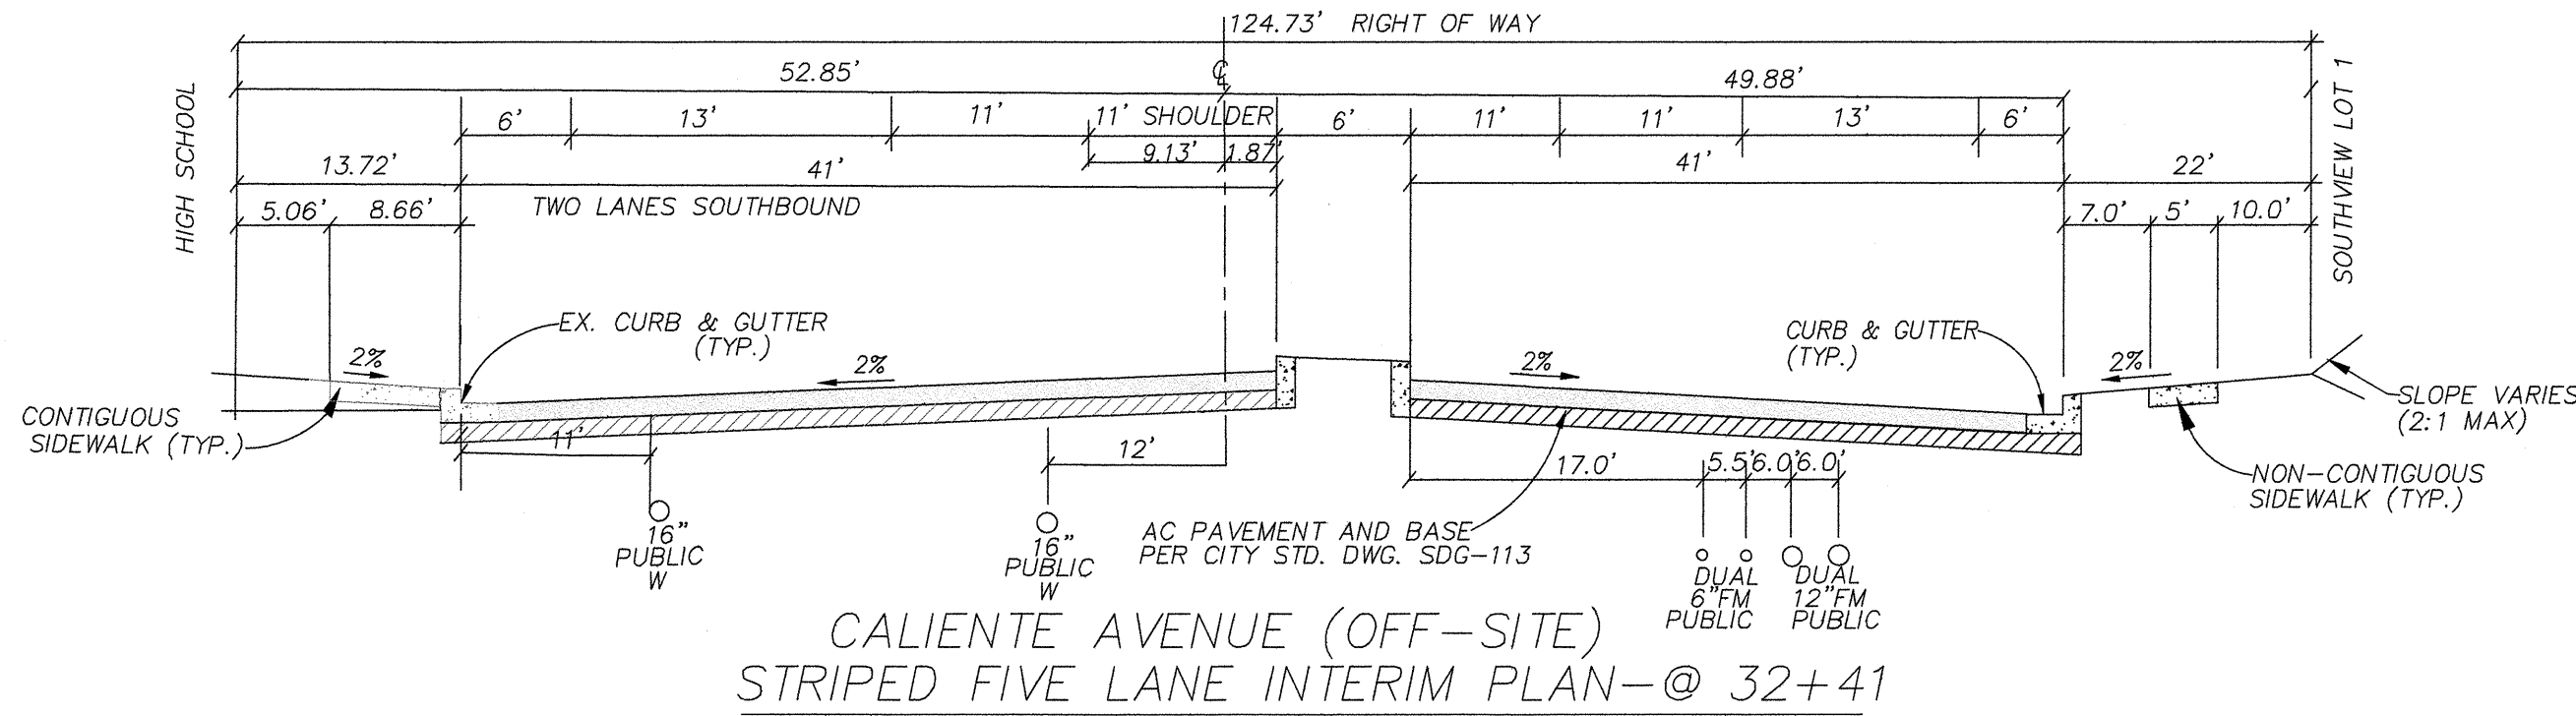 124.73' RIGHT OF WAY
52.85'
℄
49.88'
6'
13'
11'
11' SHOULDER
6'
11'
11'
13'
6'
9.13'
1.87'
13.72'
41'
41'
22'
5.06'
8.66'
TWO LANES SOUTHBOUND
7.0'
5'
10.0'
HIGH SCHOOL
SOUTHVIEW LOT 1
EX. CURB & GUTTER
(TYP.)
CURB & GUTTER
(TYP.)
2%
2%
2%
2%
CONTIGUOUS
SIDEWALK (TYP.)
SLOPE VARIES
(2:1 MAX)
11'
12'
17.0'
5.5'
6.0'
6.0'
NON-CONTIGUOUS
SIDEWALK (TYP.)
16"
PUBLIC
W
16"
PUBLIC
W
AC PAVEMENT AND BASE
PER CITY STD. DWG. SDG-113
DUAL
6"FM
PUBLIC
DUAL
12"FM
PUBLIC
CALIENTE AVENUE (OFF-SITE)
STRIPED FIVE LANE INTERIM PLAN-@ 32+41